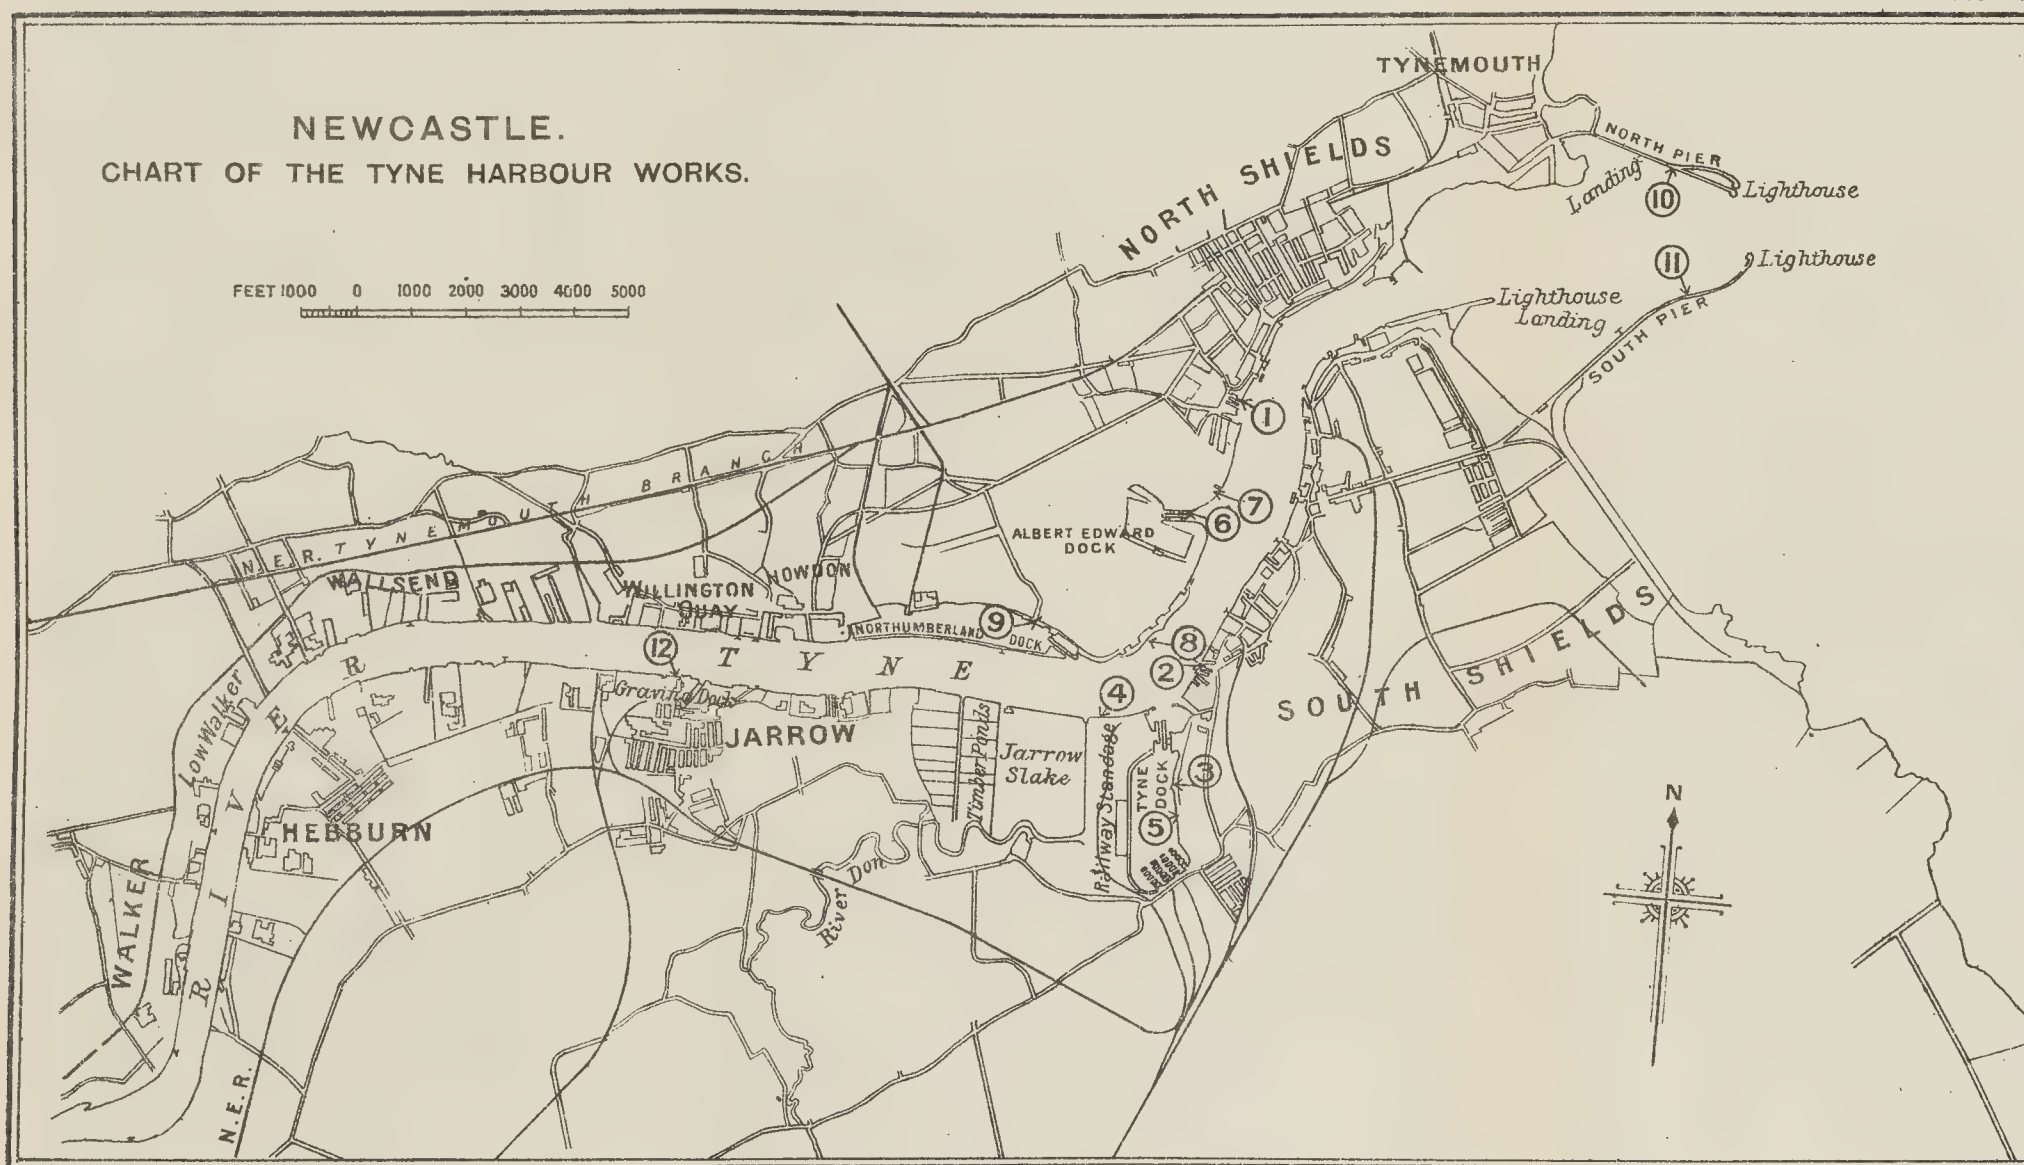 NEWCASTLE.
CHART OF THE TYNE HARBOUR WORKS.
FEET 1000 0 1000 2000 3000 4000 5000
TYNEMOUTH
NORTH PIER
Landing
10
Lighthouse
NORTH SHIELDS
11
Lighthouse
Lighthouse
Landing
SOUTH PIER
1
N.E.R. TYNEMOUTH BRANCH
7
6
ALBERT EDWARD
DOCK
WALLSEND
WILLINGTON
QUAY
HOWDON
NORTHUMBERLAND
DOCK
9
8
2
4
12
RIVER TYNE
Graving Dock
JARROW
Low Walker
Timber Ponds
Jarrow
Slake
Railway Standage
TYNE
DOCK
3
5
SOUTH SHIELDS
HEBBURN
WALKER
River Don
N
N.E.R.